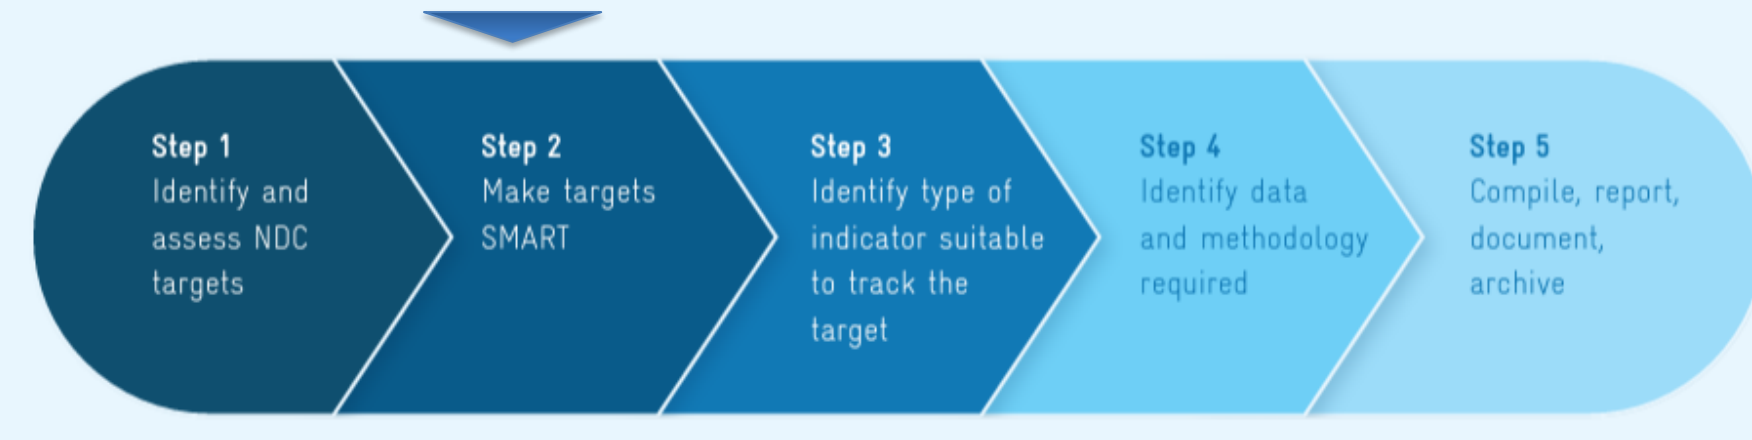 Step 1
Identify and
assess NDC
targets
Step 2
Make targets
SMART
Step 3
Identify type of
indicator suitable
to track the
target
Step 4
Identify data
and methodology
required
Step 5
Compile, report,
document,
archive